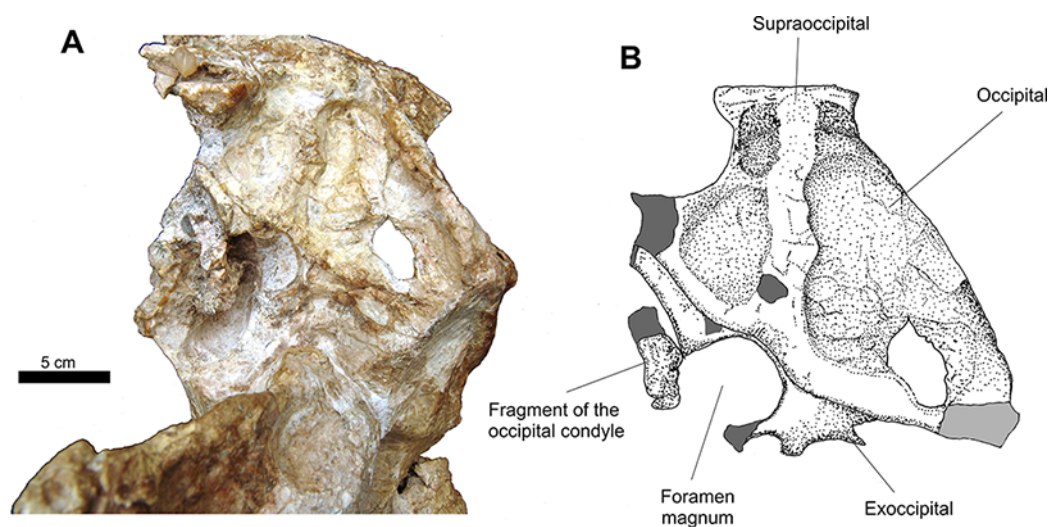 A
5 cm
B
Supraoccipital
Occipital
Fragment of the
occipital condyle
Foramen
magnum
Exoccipital